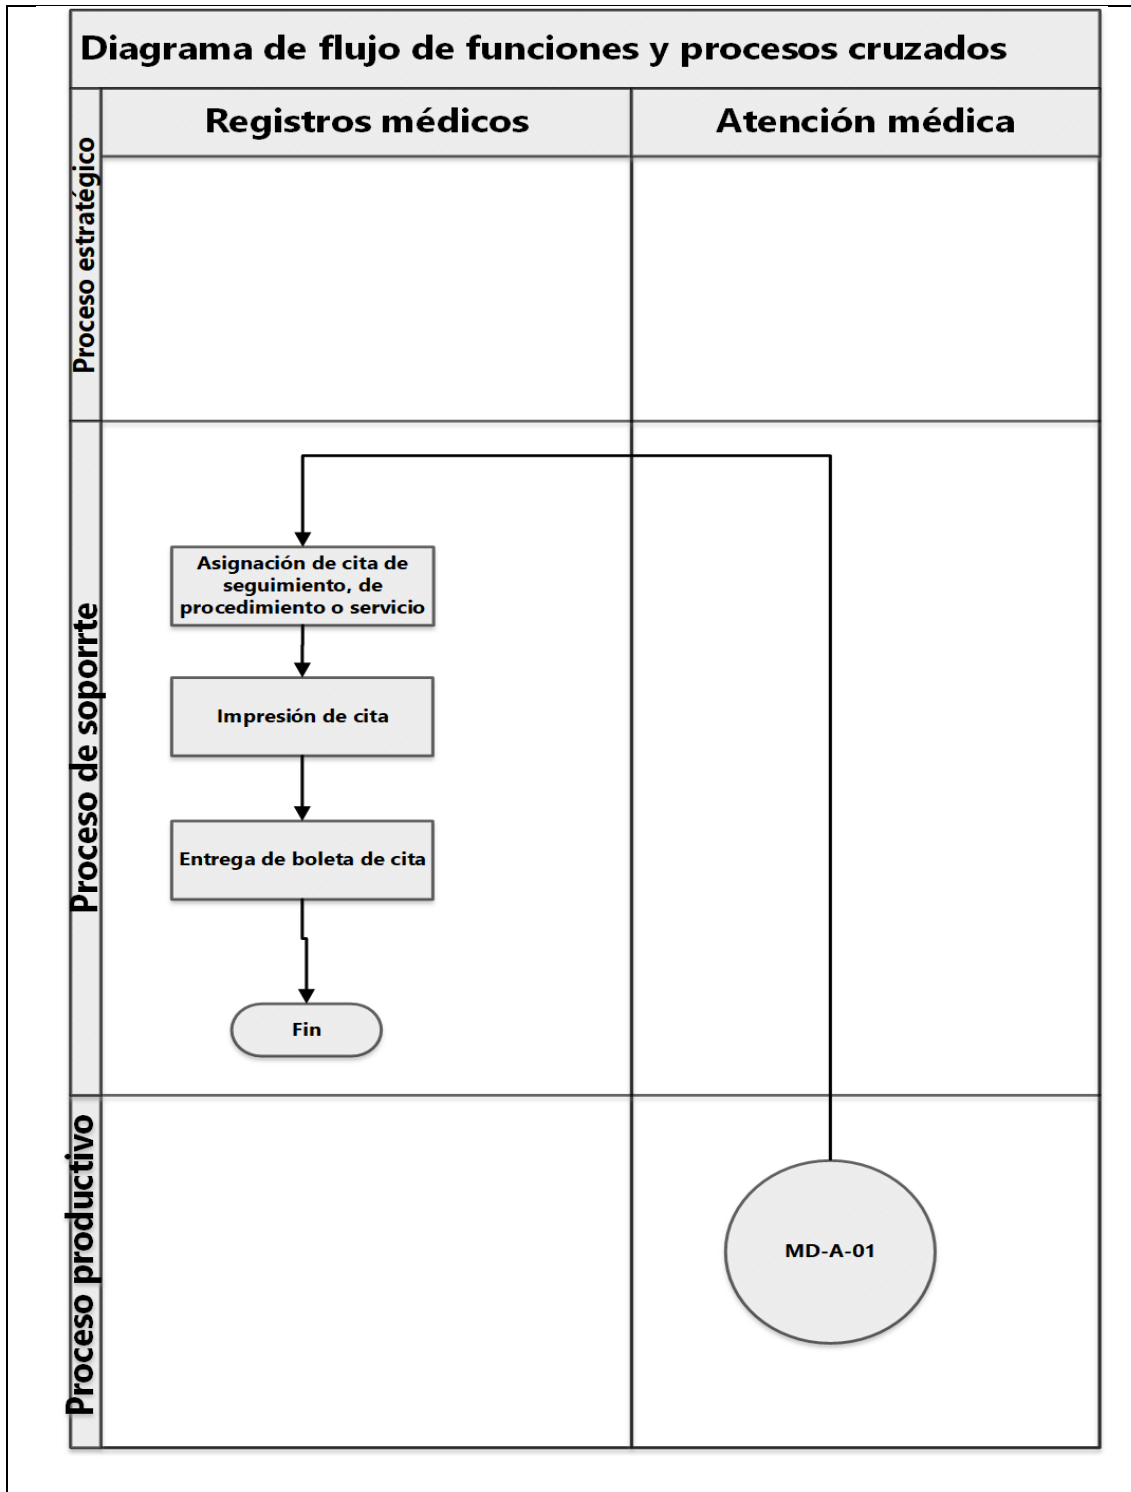 Diagrama de flujo de funciones y procesos cruzados
Registros médicos
Atención médica
Proceso estratégico
Proceso de soporrte
Asignación de cita de
seguimiento, de
procedimiento o servicio
Impresión de cita
Entrega de boleta de cita
Fin
Proceso productivo
MD-A-01